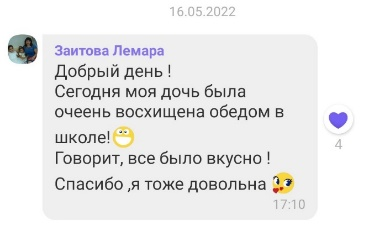 16.05.2022
Заитова Лемара
Добрый день !
Сегодня моя дочь была
очеень восхищена обедом в
школе!😁
Говорит, все было вкусно !
Спасибо ,я тоже довольна 😘
17:10
4